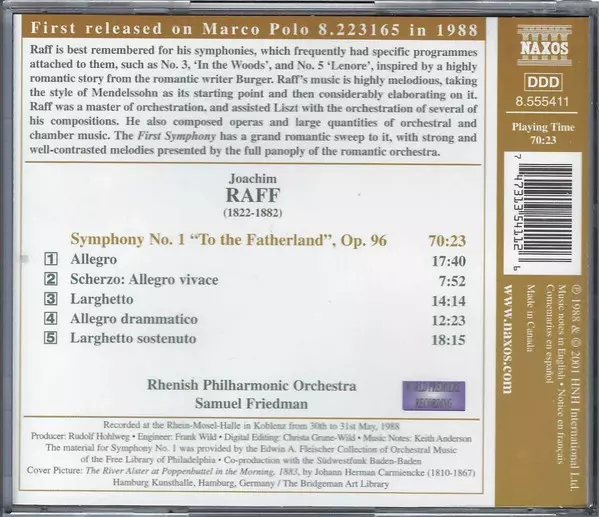 First released on Marco Polo 8.223165 in 1988
Raff is best remembered for his symphonies, which frequently had specific programmes
attached to them, such as No. 3, 'In the Woods', and No. 5 'Lenore', inspired by a highly
romantic story from the romantic writer Burger. Raff's music is highly melodious, taking
the style of Mendelssohn as its starting point and then considerably elaborating on it.
Raff was a master of orchestration, and assisted Liszt with the orchestration of several of
his compositions. He also composed operas and large quantities of orchestral and
chamber music. The First Symphony has a grand romantic sweep to it, with strong and
well-contrasted melodies presented by the full panoply of the romantic orchestra.
Joachim
RAFF
(1822-1882)
Symphony No. 1 "To the Fatherland", Op. 96 70:23
1 Allegro 17:40
2 Scherzo: Allegro vivace 7:52
3 Larghetto 14:14
4 Allegro drammatico 12:23
5 Larghetto sostenuto 18:15
Rhenish Philharmonic Orchestra
Samuel Friedman
WORLD PREMIERE
RECORDING
Recorded at the Rhein-Mosel-Halle in Koblenz from 30th to 31st May, 1988
Producer: Rudolf Hohlweg • Engineer: Frank Wild • Digital Editing: Christa Grune-Wild • Music Notes: Keith Anderson
The material for Symphony No. 1 was provided by the Edwin A. Fleischer Collection of Orchestral Music
of the Free Library of Philadelphia • Co-production with the Südwestfunk Baden-Baden
Cover Picture: The River Alster at Poppenbuttel in the Morning, 1883, by Johann Herman Carmiencke (1810-1867)
Hamburg Kunsthalle, Hamburg, Germany / The Bridgeman Art Library
NAXOS
DDD
8.555411
Playing Time
70:23
7 47313 54112 6
www.naxos.com
Made in Canada
℗ 1988 & © 2001 HNH International Ltd.
Music notes in English • Notice en français
Comentarios en español